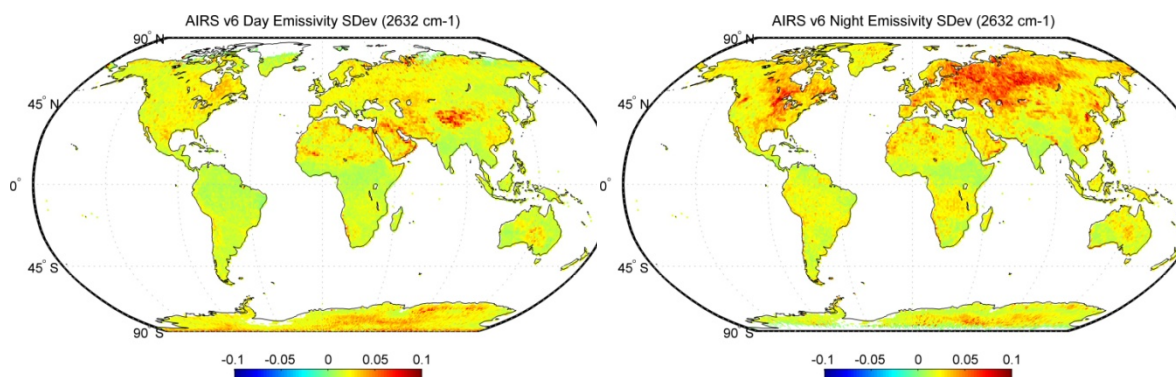 AIRS v6 Day Emissivity SDev (2632 cm-1)
90° N
45° N
0°
45° S
90° S
-0.1 -0.05 0 0.05 0.1
AIRS v6 Night Emissivity SDev (2632 cm-1)
90° N
45° N
0°
45° S
90° S
-0.1 -0.05 0 0.05 0.1